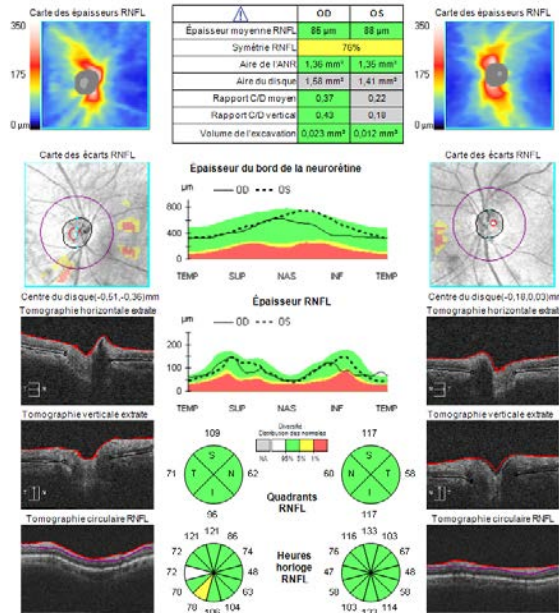 Carte des épaisseurs RNFL
350
175
0 µm
OD OS
Épaisseur moyenne RNFL 86 µm 88 µm
Symétrie RNFL 76%
Aire de l'ANR 1,36 mm² 1,35 mm²
Aire du disque 1,58 mm² 1,41 mm²
Rapport C/D moyen 0,37 0,22
Rapport C/D vertical 0,43 0,18
Volume de l'excavation 0,023 mm³ 0,012 mm³
Carte des épaisseurs RNFL
350
175
0 µm
Carte des écarts RNFL
Centre du disque(-0,51,-0,36)mm
Épaisseur du bord de la neurorétine
µm OD OS
800
400
0
TEMP SUP NAS INF TEMP
Carte des écarts RNFL
Centre du disque(-0,18,0,03)mm
Tomographie horizontale extraite
Épaisseur RNFL
µm OD OS
200
100
0
TEMP SUP NAS INF TEMP
Tomographie horizontale extraite
Tomographie verticale extraite
Diversité
Distribution des normales
NA 95% 5% 1%
109
71 S T N I 62
96
Quadrants
RNFL
117
60 S N T I 58
117
Tomographie verticale extraite
Tomographie circulaire RNFL
121 121 86
72 74
72 48
70 63
78 106 104
Heures
horloge
RNFL
116 133 103
76 67
47 48
58 58
103 114
Tomographie circulaire RNFL